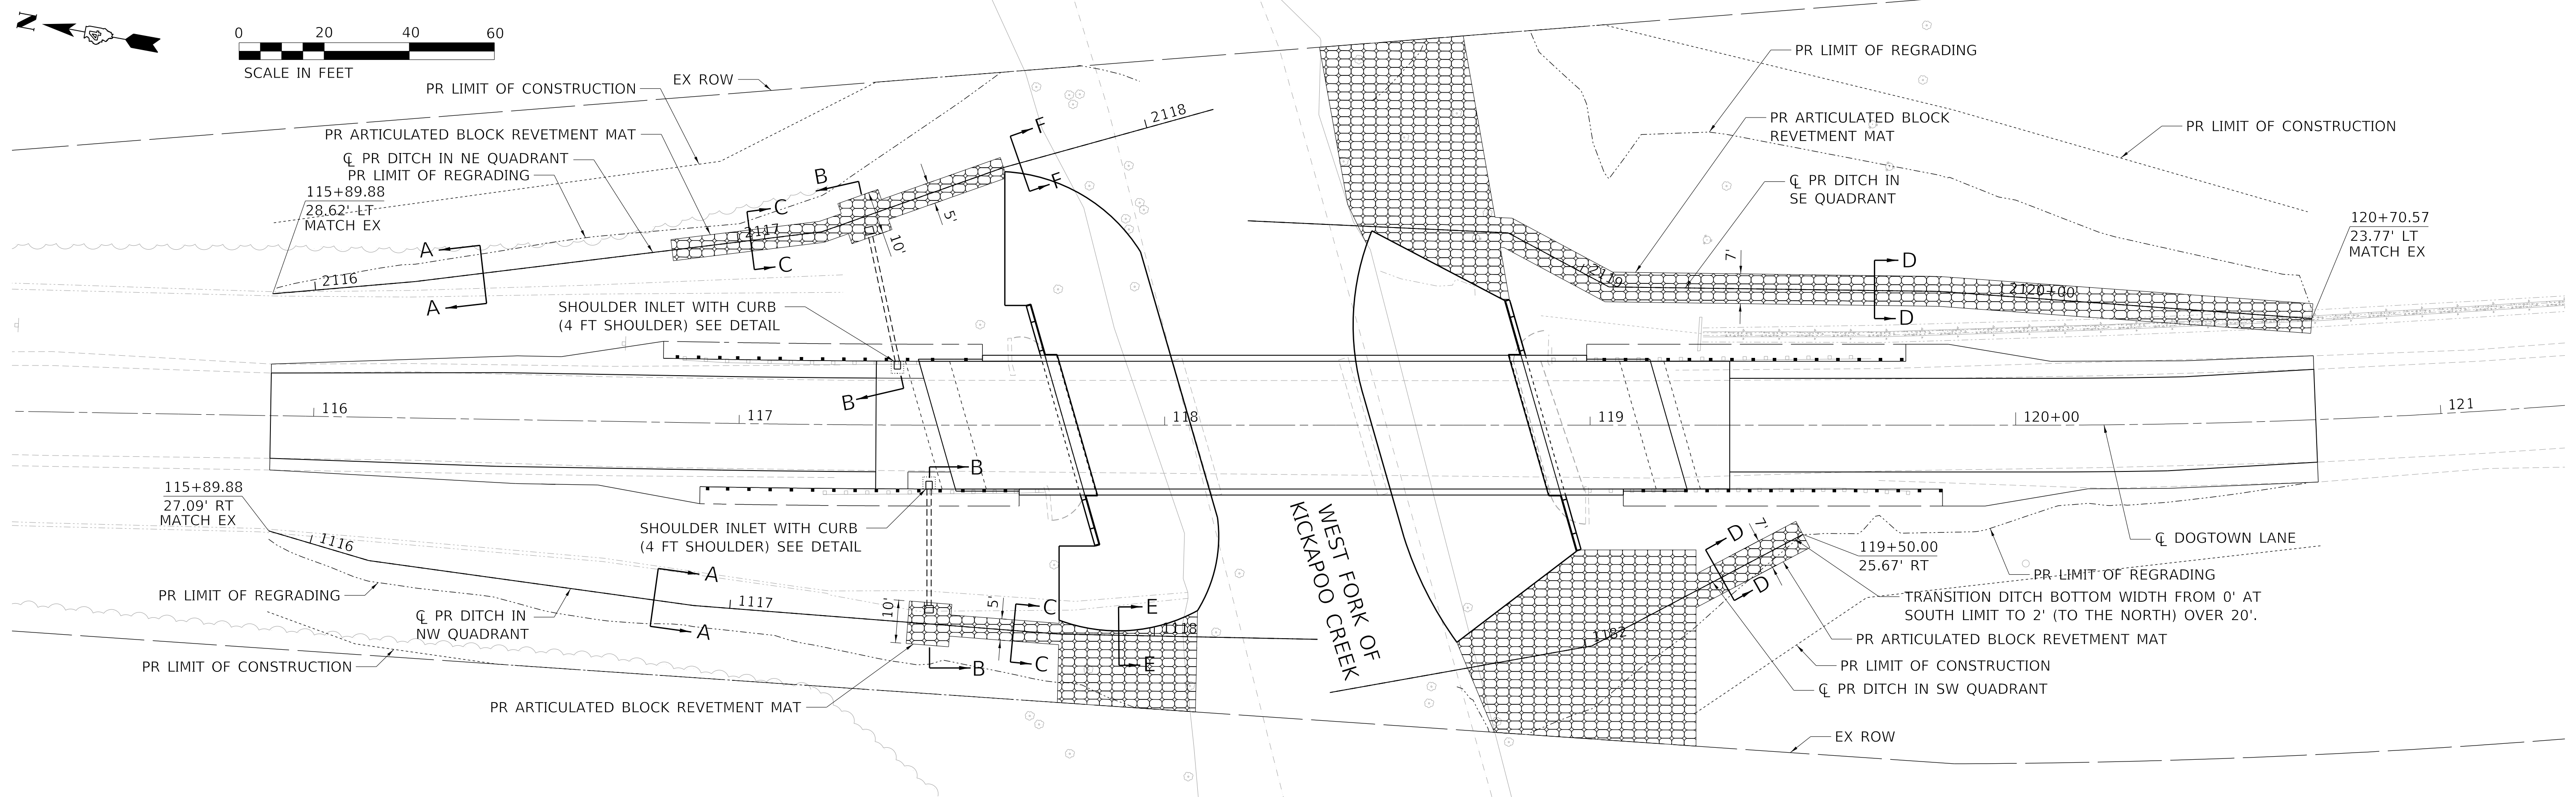 N
0 20 40 60
SCALE IN FEET
EX ROW
PR LIMIT OF CONSTRUCTION
PR ARTICULATED BLOCK REVETMENT MAT
℄ PR DITCH IN NE QUADRANT
PR LIMIT OF REGRADING
115+89.88
28.62' LT
MATCH EX
A
A
2116
C
C
2117
B
B
5'
10'
F
F
2118
SHOULDER INLET WITH CURB
(4 FT SHOULDER) SEE DETAIL
PR LIMIT OF REGRADING
PR ARTICULATED BLOCK
REVETMENT MAT
PR LIMIT OF CONSTRUCTION
℄ PR DITCH IN
SE QUADRANT
7'
2119
D
D
2120+00
120+70.57
23.77' LT
MATCH EX
116
117
118
119
120+00
121
115+89.88
27.09' RT
MATCH EX
1116
PR LIMIT OF REGRADING
℄ PR DITCH IN
NW QUADRANT
PR LIMIT OF CONSTRUCTION
A
A
1117
SHOULDER INLET WITH CURB
(4 FT SHOULDER) SEE DETAIL
B
B
10'
5'
C
C
E
E
1118
PR ARTICULATED BLOCK REVETMENT MAT
WEST FORK OF
KICKAPOO CREEK
1182
D
D
7'
119+50.00
25.67' RT
℄ DOGTOWN LANE
PR LIMIT OF REGRADING
TRANSITION DITCH BOTTOM WIDTH FROM 0' AT
SOUTH LIMIT TO 2' (TO THE NORTH) OVER 20'.
PR ARTICULATED BLOCK REVETMENT MAT
PR LIMIT OF CONSTRUCTION
℄ PR DITCH IN SW QUADRANT
EX ROW